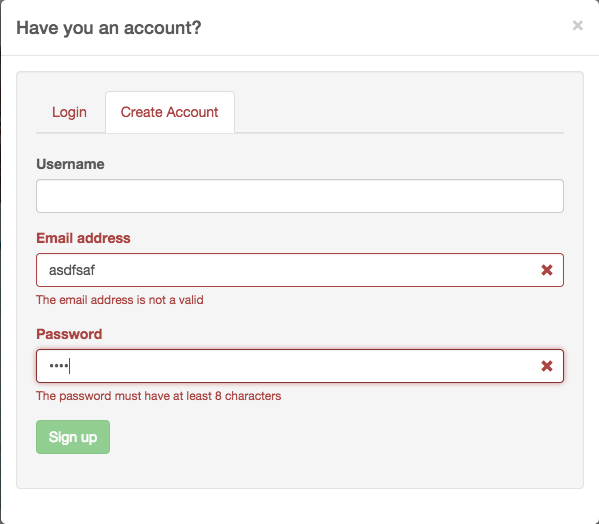 Have you an account?
×
Login
Create Account
Username
Email address
asdfsaf
The email address is not a valid
Password
••••
The password must have at least 8 characters
Sign up